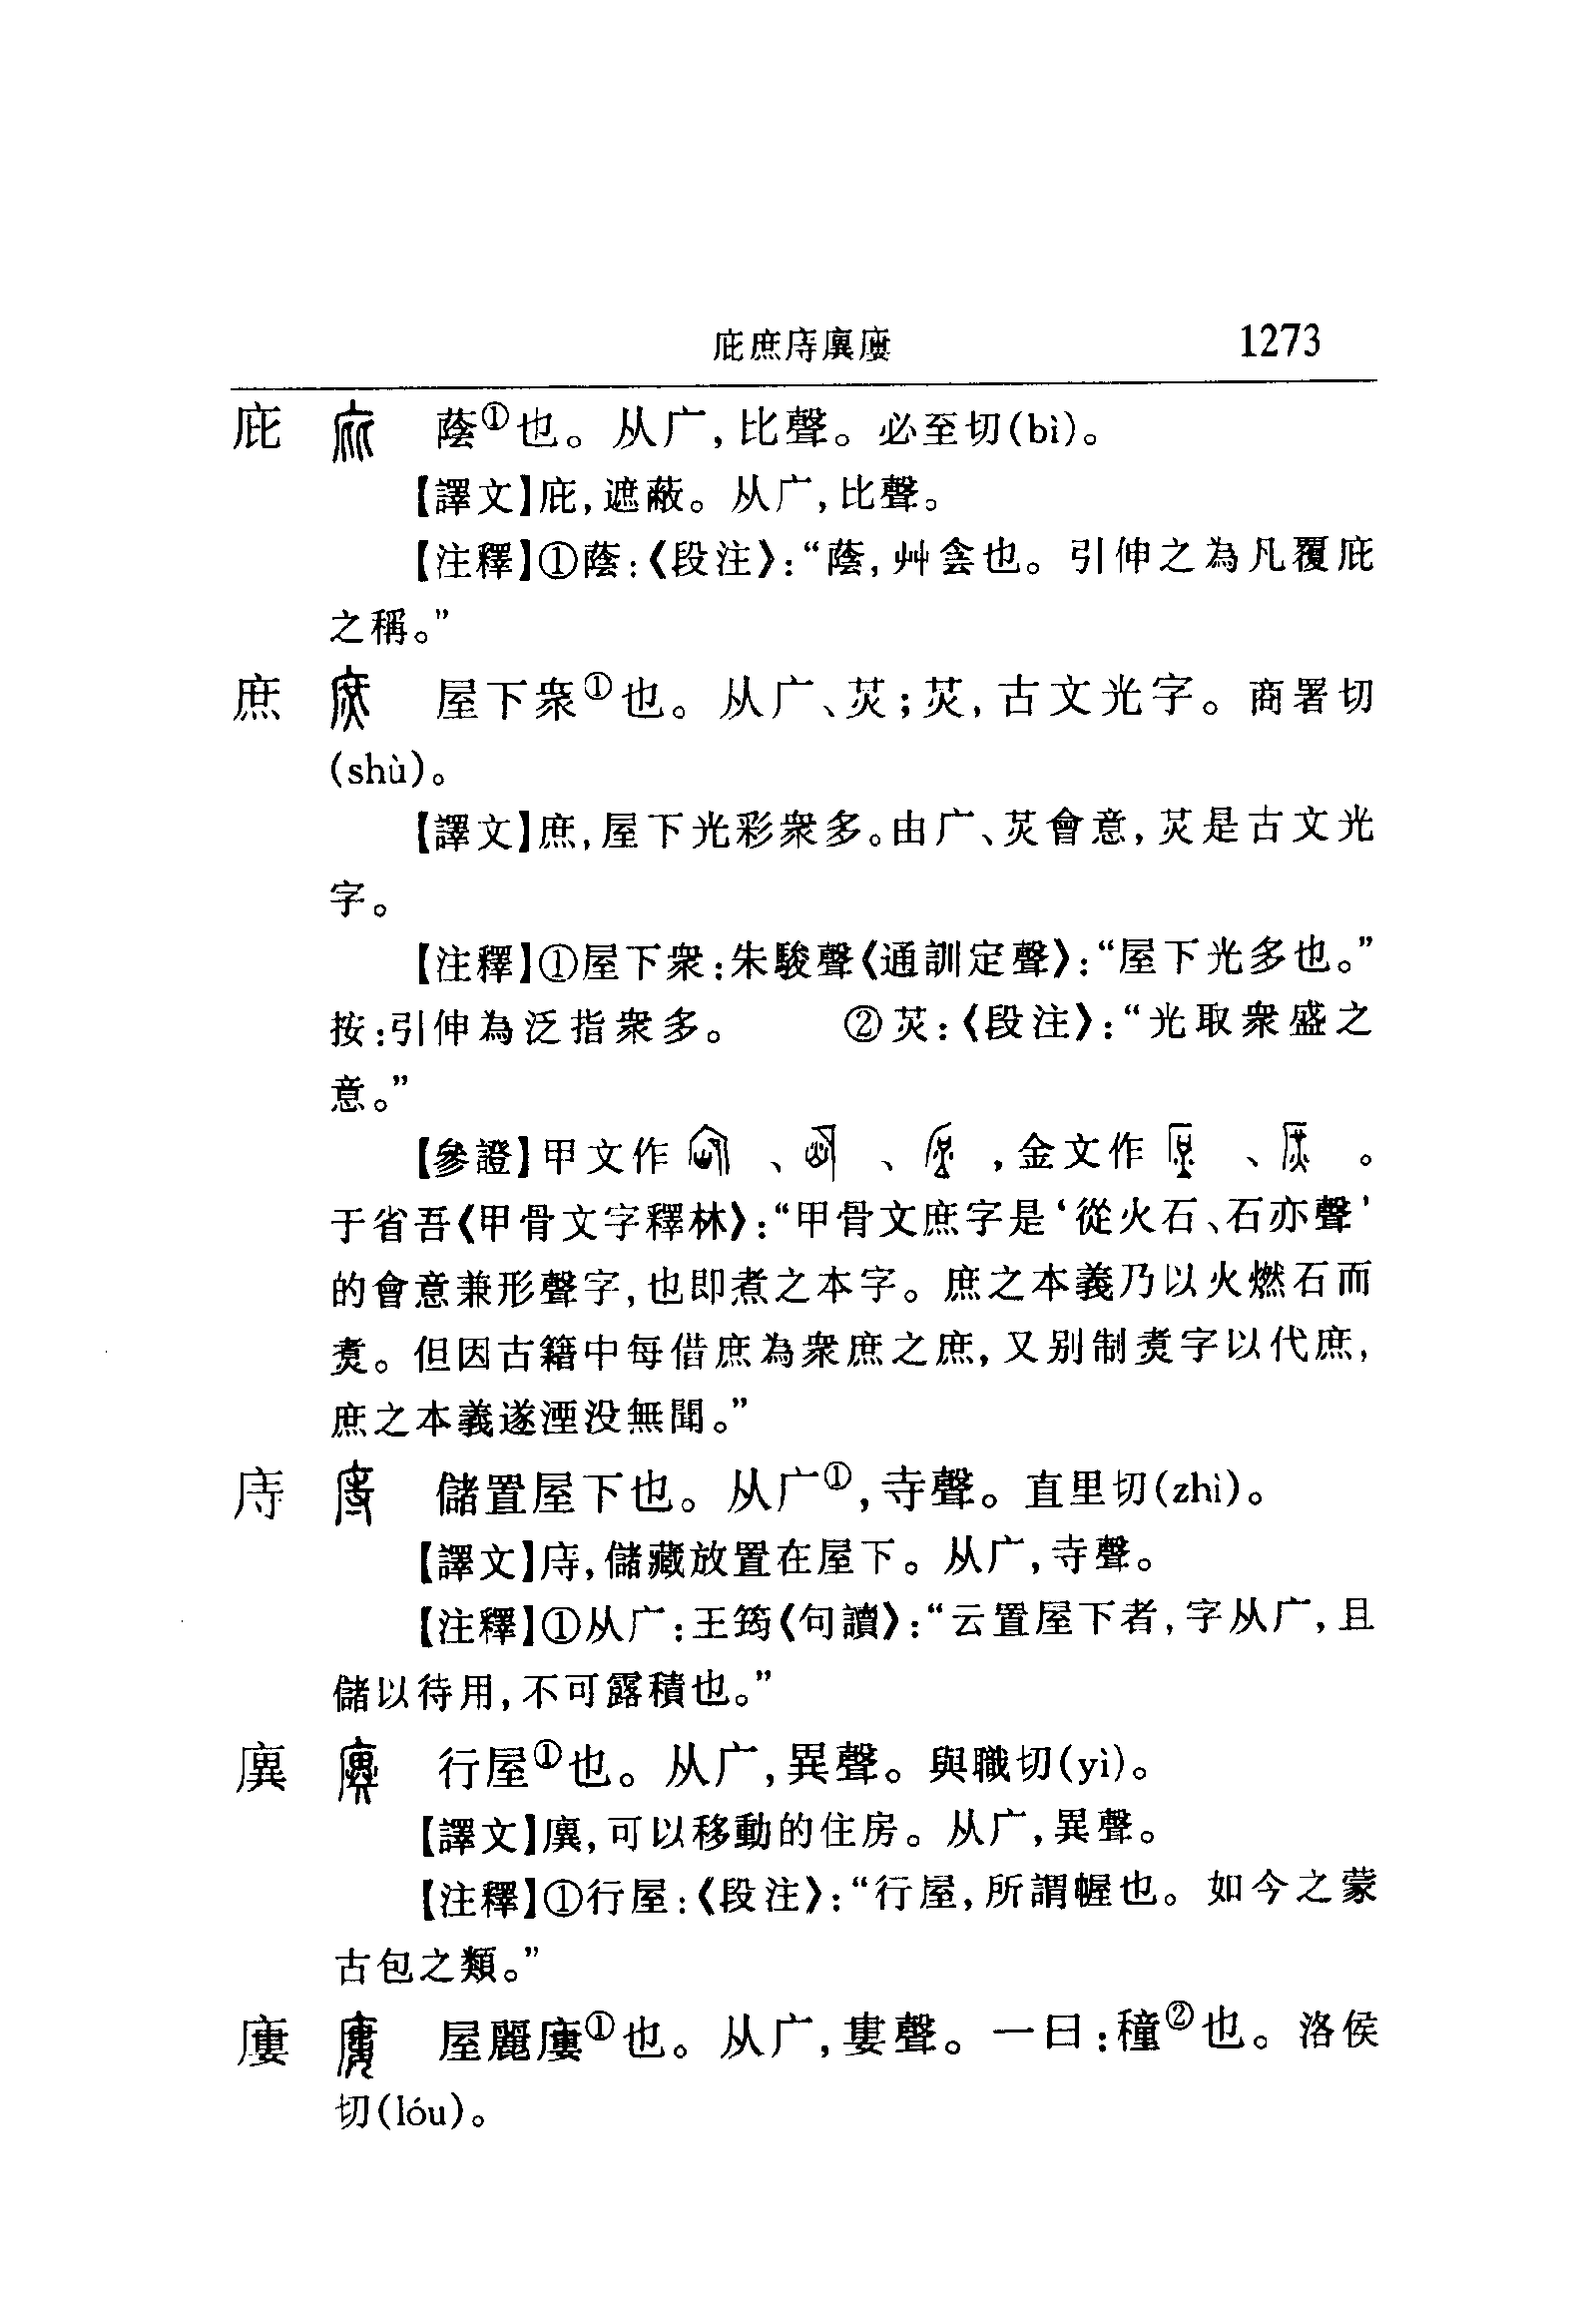 庇庶庤廙廔 1273
庇 蔭①也。从广,比聲。必至切(bì)。
【譯文】庇,遮蔽。从广,比聲。
【注釋】①蔭:《段注》:“蔭,艸侌也。引伸之為凡覆庇
之稱。”
庶 屋下衆①也。从广、炗;炗,古文光字。商署切
(shù)。
【譯文】庶,屋下光彩衆多。由广、炗會意,炗是古文光
字。
【注釋】①屋下衆:朱駿聲《通訓定聲》:“屋下光多也。”
按:引伸為泛指衆多。 ②炗:《段注》:“光取衆盛之
意。”
【參證】甲文作 、 、 ,金文作 、 。
于省吾《甲骨文字釋林》:“甲骨文庶字是‘從火石、石亦聲’
的會意兼形聲字,也即煮之本字。庶之本義乃以火燃石而
煑。但因古籍中每借庶為衆庶之庶,又别制煑字以代庶,
庶之本義遂湮没無聞。”
庤 儲置屋下也。从广①,寺聲。直里切(zhì)。
【譯文】庤,儲藏放置在屋下。从广,寺聲。
【注釋】①从广:王筠《句讀》:“云置屋下者,字从广,且
儲以待用,不可露積也。”
廙 行屋①也。从广,異聲。與職切(yì)。
【譯文】廙,可以移動的住房。从广,異聲。
【注釋】①行屋:《段注》:“行屋,所謂幄也。如今之蒙
古包之類。”
廔 屋麗廔①也。从广,婁聲。一曰:穜②也。洛侯
切(lóu)。